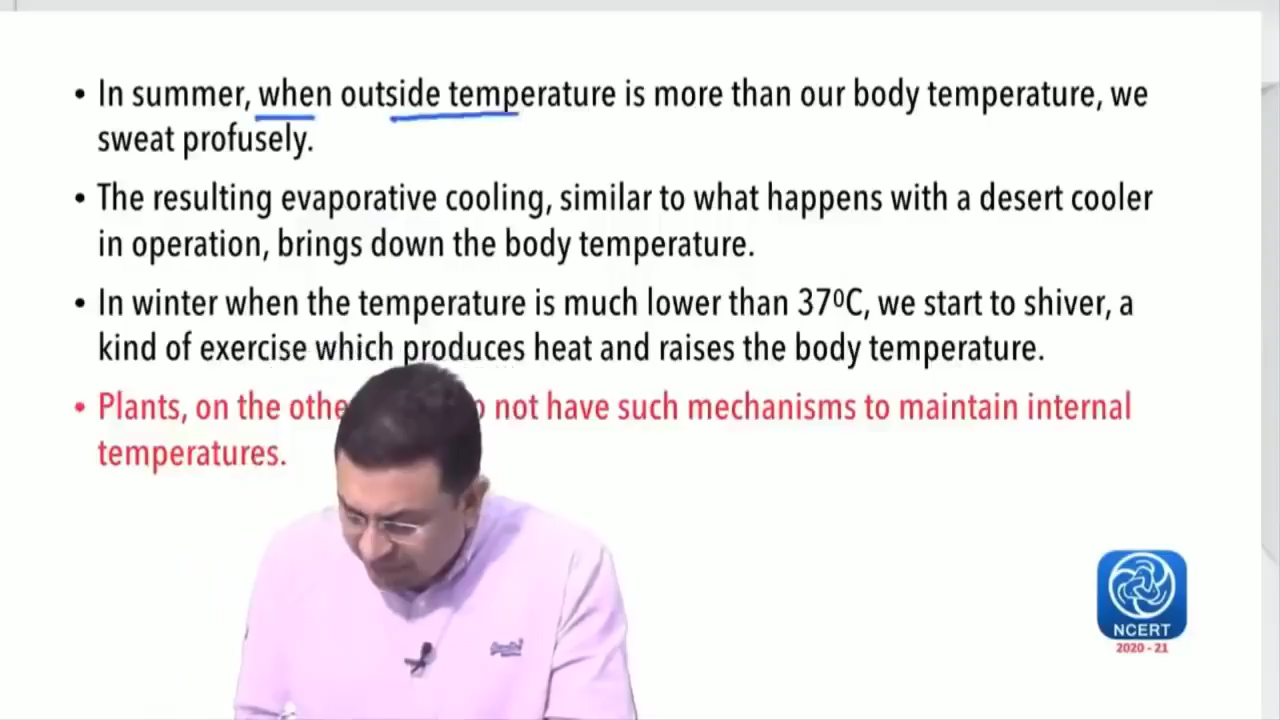 • In summer, when outside temperature is more than our body temperature, we
sweat profusely.
• The resulting evaporative cooling, similar to what happens with a desert cooler
in operation, brings down the body temperature.
• In winter when the temperature is much lower than 37⁰C, we start to shiver, a
kind of exercise which produces heat and raises the body temperature.
• Plants, on the not have such mechanisms to maintain internal
temperatures.
NCERT
2020 - 21